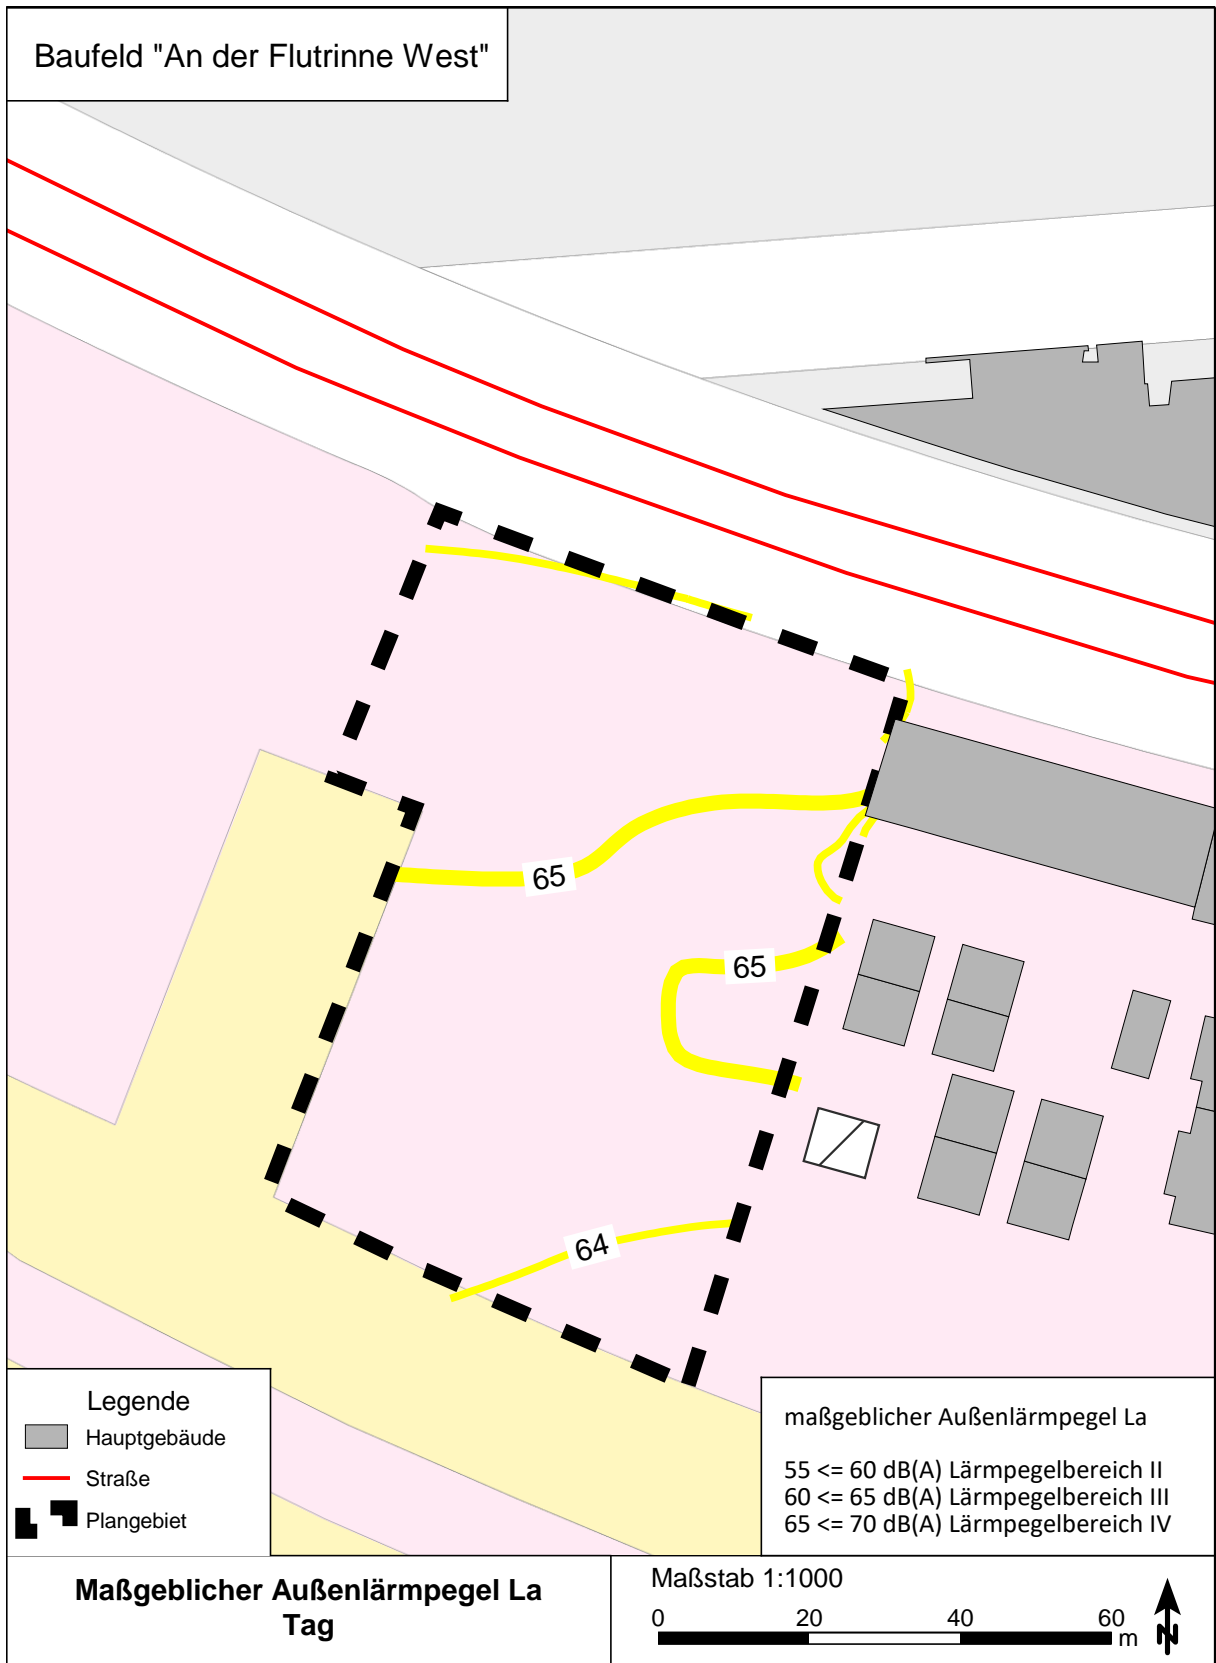 Baufeld "An der Flutrinne West"
65
65
64
Legende
Hauptgebäude
Straße
Plangebiet
maßgeblicher Außenlärmpegel La
55 <= 60 dB(A) Lärmpegelbereich II
60 <= 65 dB(A) Lärmpegelbereich III
65 <= 70 dB(A) Lärmpegelbereich IV
Maßgeblicher Außenlärmpegel La
Tag
Maßstab 1:1000
0 20 40 60
m
N